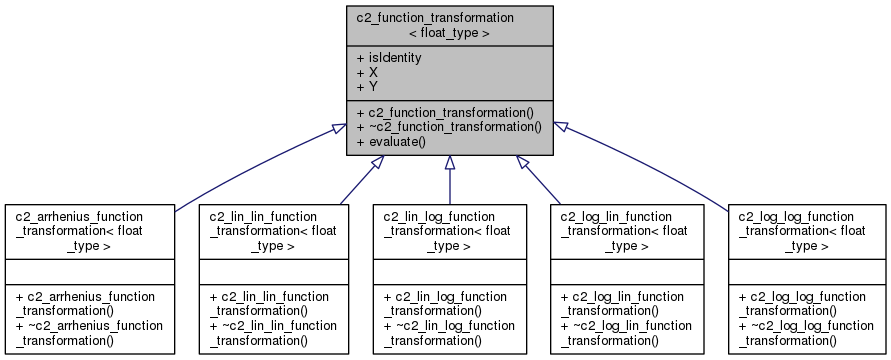 c2_function_transformation
< float_type >
+ isIdentity
+ X
+ Y
+ c2_function_transformation()
+ ~c2_function_transformation()
+ evaluate()
c2_arrhenius_function
_transformation< float
_type >
+ c2_arrhenius_function
_transformation()
+ ~c2_arrhenius_function
_transformation()
c2_lin_lin_function
_transformation< float
_type >
+ c2_lin_lin_function
_transformation()
+ ~c2_lin_lin_function
_transformation()
c2_lin_log_function
_transformation< float
_type >
+ c2_lin_log_function
_transformation()
+ ~c2_lin_log_function
_transformation()
c2_log_lin_function
_transformation< float
_type >
+ c2_log_lin_function
_transformation()
+ ~c2_log_lin_function
_transformation()
c2_log_log_function
_transformation< float
_type >
+ c2_log_log_function
_transformation()
+ ~c2_log_log_function
_transformation()